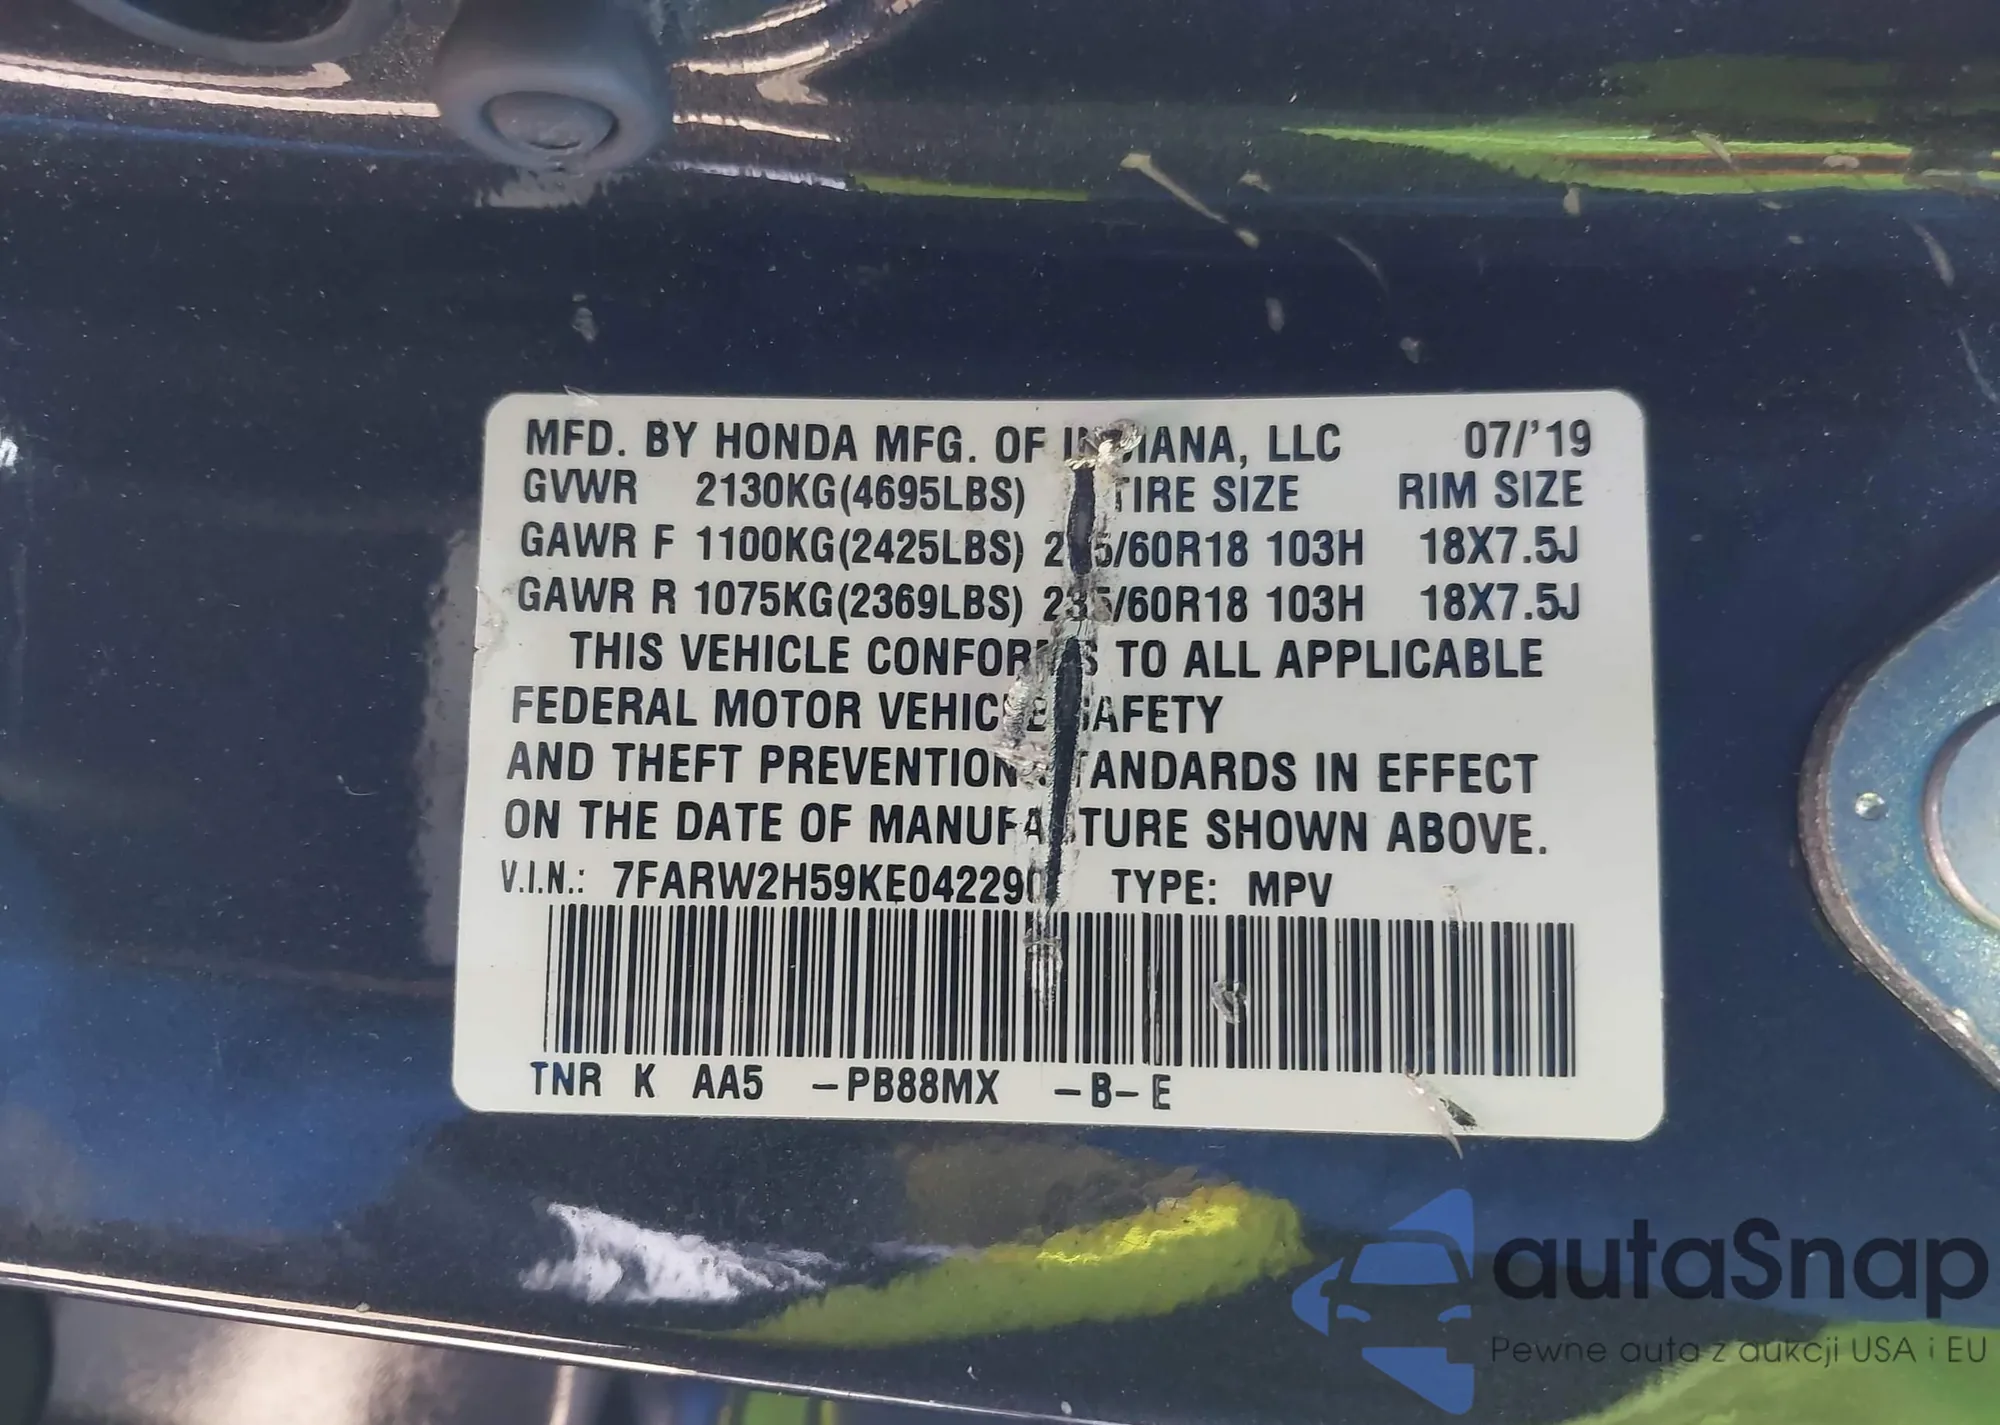 MFD. BY HONDA MFG. OF INDIANA, LLC 07/'19
GVWR 2130KG(4695LBS) TIRE SIZE RIM SIZE
GAWR F 1100KG(2425LBS) 235/60R18 103H 18X7.5J
GAWR R 1075KG(2369LBS) 235/60R18 103H 18X7.5J
THIS VEHICLE CONFORMS TO ALL APPLICABLE
FEDERAL MOTOR VEHICLE SAFETY
AND THEFT PREVENTION STANDARDS IN EFFECT
ON THE DATE OF MANUFACTURE SHOWN ABOVE.
V.I.N.: 7FARW2H59KE042290 TYPE: MPV
TNR K AA5 -PB88MX -B- E
autaSnap
Pewne auta z aukcji USA i EU